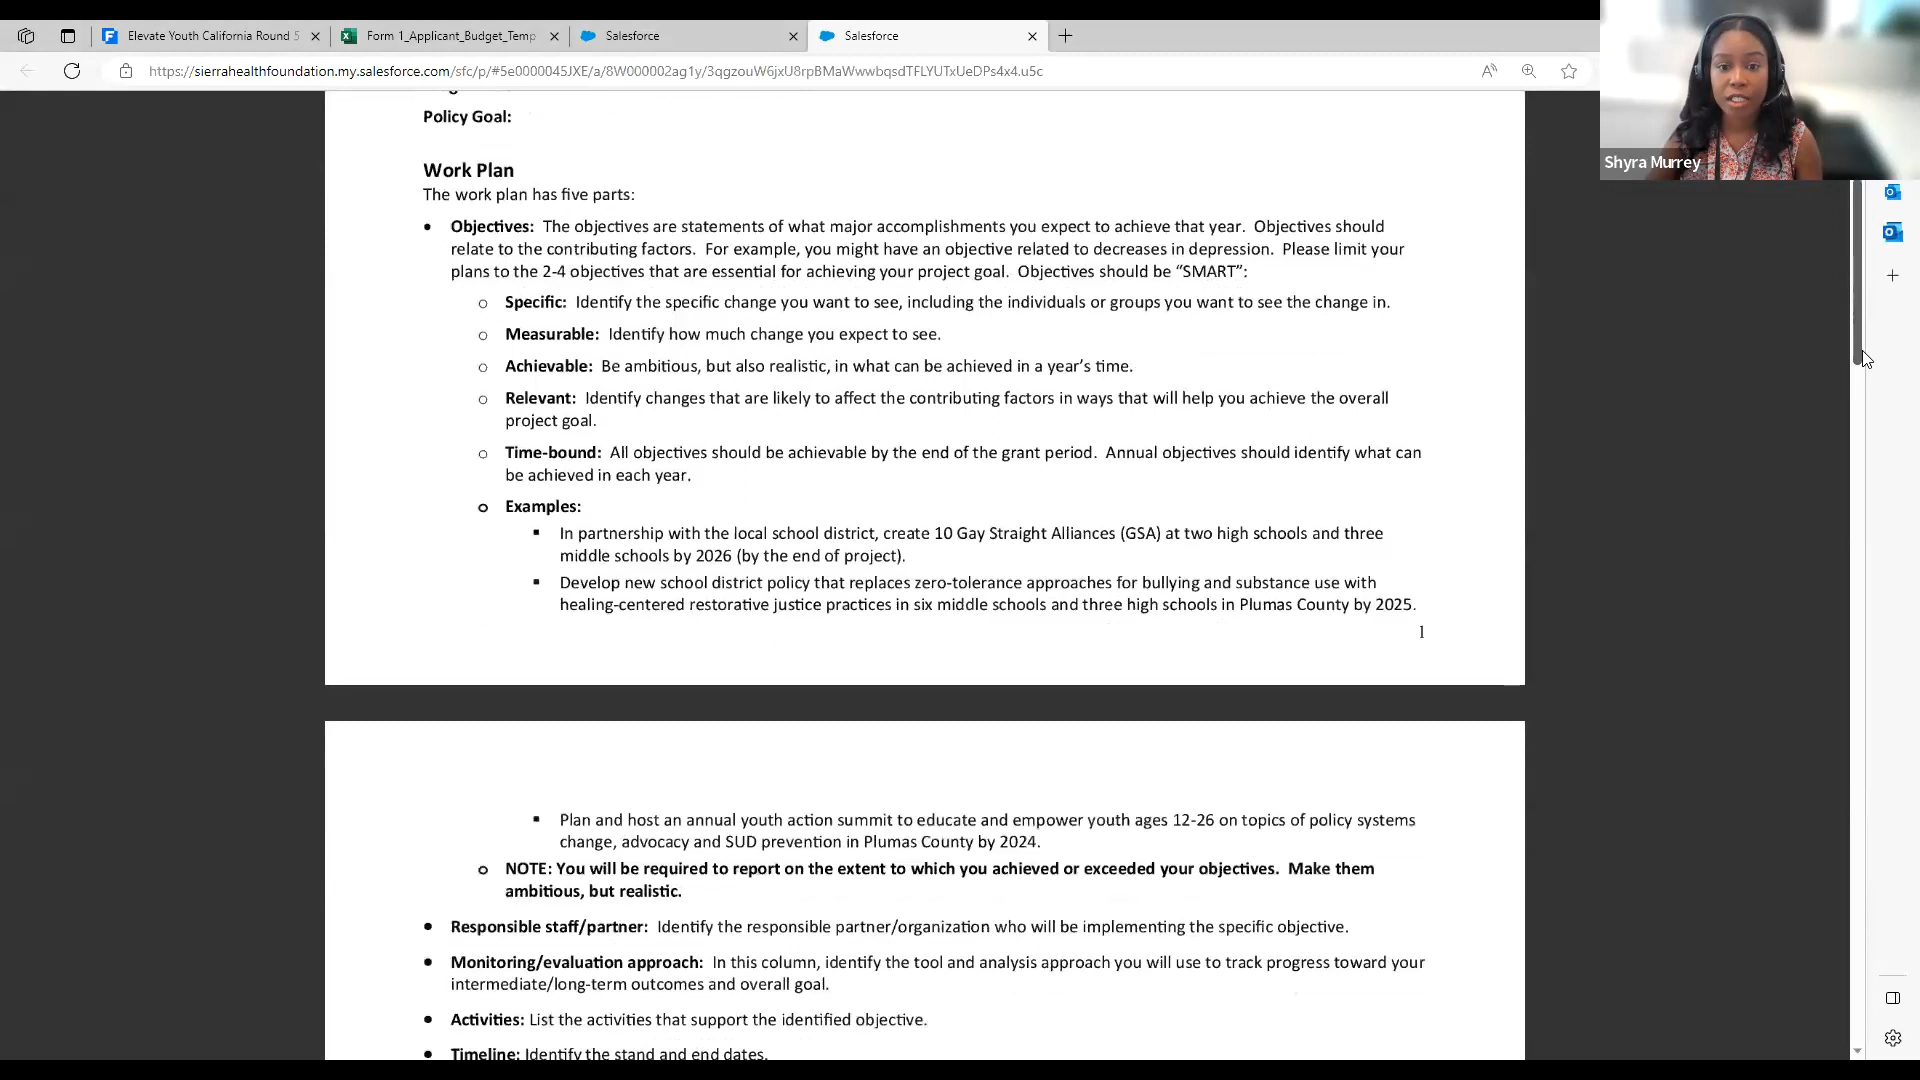 Elevate Youth California Round 5
Form 1_Applicant_Budget_Temp
Salesforce
Salesforce
https://sierrahealthfoundation.my.salesforce.com/sfc/p/#5e0000045JXE/a/8W000002ag1y/3qgzouW6jxU8rpBMaWwwbqsdTFLYUTxUeDPs4x4.u5c
Shyra Murrey
Policy Goal:
Work Plan
The work plan has five parts:
• Objectives: The objectives are statements of what major accomplishments you expect to achieve that year. Objectives should
relate to the contributing factors. For example, you might have an objective related to decreases in depression. Please limit your
plans to the 2-4 objectives that are essential for achieving your project goal. Objectives should be “SMART”:
o Specific: Identify the specific change you want to see, including the individuals or groups you want to see the change in.
o Measurable: Identify how much change you expect to see.
o Achievable: Be ambitious, but also realistic, in what can be achieved in a year’s time.
o Relevant: Identify changes that are likely to affect the contributing factors in ways that will help you achieve the overall
project goal.
o Time-bound: All objectives should be achievable by the end of the grant period. Annual objectives should identify what can
be achieved in each year.
o Examples:
▪ In partnership with the local school district, create 10 Gay Straight Alliances (GSA) at two high schools and three
middle schools by 2026 (by the end of project).
▪ Develop new school district policy that replaces zero-tolerance approaches for bullying and substance use with
healing-centered restorative justice practices in six middle schools and three high schools in Plumas County by 2025.
1
▪ Plan and host an annual youth action summit to educate and empower youth ages 12-26 on topics of policy systems
change, advocacy and SUD prevention in Plumas County by 2024.
o NOTE: You will be required to report on the extent to which you achieved or exceeded your objectives. Make them
ambitious, but realistic.
• Responsible staff/partner: Identify the responsible partner/organization who will be implementing the specific objective.
• Monitoring/evaluation approach: In this column, identify the tool and analysis approach you will use to track progress toward your
intermediate/long-term outcomes and overall goal.
• Activities: List the activities that support the identified objective.
• Timeline: Identify the stand and end dates.